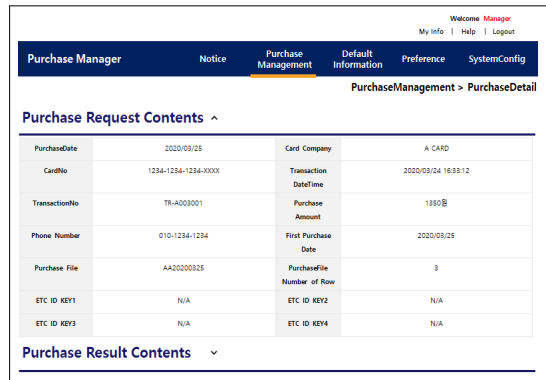 Welcome Manager
My Info | Help | Logout
Purchase Manager Notice Purchase Management Default Information Preference SystemConfig
PurchaseManagement > PurchaseDetail
Purchase Request Contents
PurchaseDate 2020/03/25 Card Company A CARD
CardNo 1234-1234-1234-XXXX Transaction DateTime 2020/03/24 16:33:12
TransactionNo TR-A003001 Purchase Amount 1350원
Phone Number 010-1234-1234 First Purchase Date 2020/03/25
Purchase File AA20200325 PurchaseFile Number of Row 3
ETC ID KEY1 N/A ETC ID KEY2 N/A
ETC ID KEY3 N/A ETC ID KEY4 N/A
Purchase Result Contents